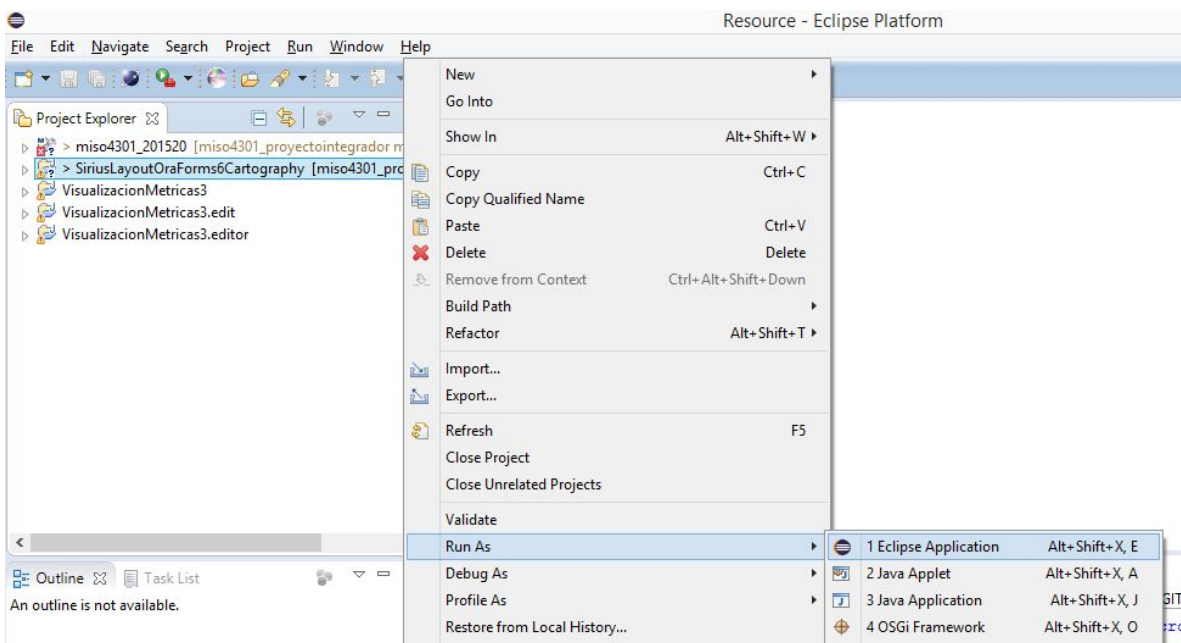 Resource - Eclipse Platform
File Edit Navigate Search Project Run Window Help
Project Explorer
> miso4301_201520 [miso4301_proyectointegrador m
> SiriusLayoutOraForms6Cartography [miso4301_prc
VisualizacionMetricas3
VisualizacionMetricas3.edit
VisualizacionMetricas3.editor
Outline Task List
An outline is not available.
New
Go Into
Show In Alt+Shift+W
Copy Ctrl+C
Copy Qualified Name
Paste Ctrl+V
Delete Delete
Remove from Context Ctrl+Alt+Shift+Down
Build Path
Refactor Alt+Shift+T
Import...
Export...
Refresh F5
Close Project
Close Unrelated Projects
Validate
Run As
Debug As
Profile As
Restore from Local History...
1 Eclipse Application Alt+Shift+X, E
2 Java Applet Alt+Shift+X, A
3 Java Application Alt+Shift+X, J
4 OSGi Framework Alt+Shift+X, O
GIT